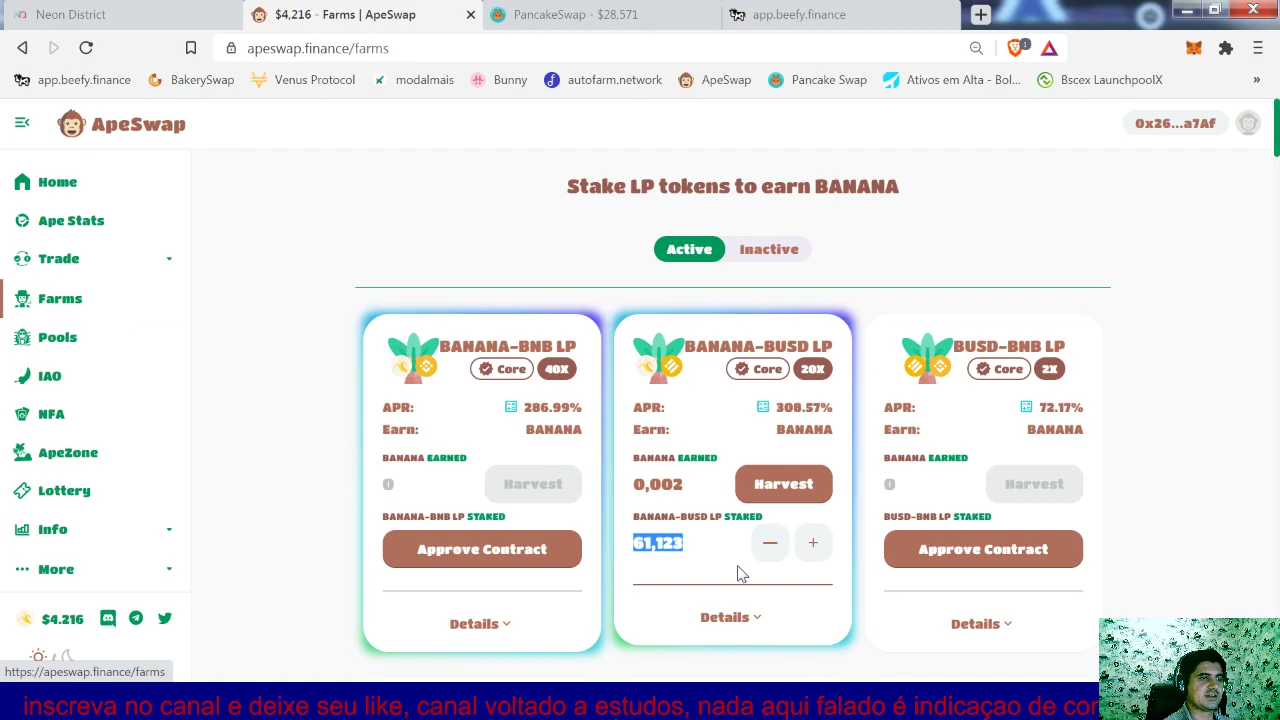 Neon District
$4,216 - Farms | ApeSwap
PancakeSwap - $28,571
app.beefy.finance
apeswap.finance/farms
1
app.beefy.finance
BakerySwap
Venus Protocol
modalmais
Bunny
autofarm.network
ApeSwap
Pancake Swap
Ativos em Alta - Bol...
Bscex LaunchpoolX
»
ApeSwap
0x26...a7Af
Home
Ape Stats
Trade
Farms
Pools
IAO
NFA
ApeZone
Lottery
Info
More
$4.216
https://apeswap.finance/farms
Stake LP tokens to earn BANANA
Active Inactive
BANANA-BNB LP
Core 40X
APR: 286.99%
Earn: BANANA
BANANA EARNED
0 Harvest
BANANA-BNB LP STAKED
Approve Contract
Details
BANANA-BUSD LP
Core 20X
APR: 308.57%
Earn: BANANA
BANANA EARNED
0,002 Harvest
BANANA-BUSD LP STAKED
61,123 — +
Details
BUSD-BNB LP
Core 2X
APR: 72.17%
Earn: BANANA
BANANA EARNED
0 Harvest
BUSD-BNB LP STAKED
Approve Contract
Details
inscreva no canal e deixe seu like, canal voltado a estudos, nada aqui falado é indicaçao de com